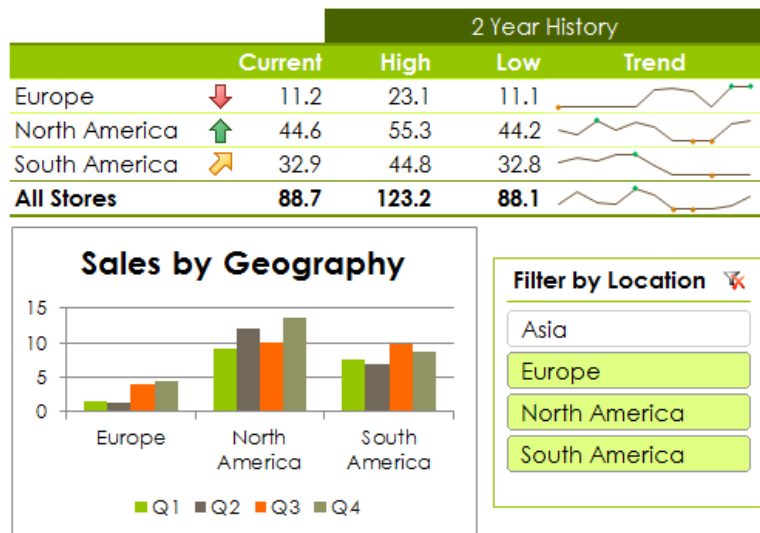 2 Year History
Current High Low Trend
Europe 11.2 23.1 11.1
North America 44.6 55.3 44.2
South America 32.9 44.8 32.8
All Stores 88.7 123.2 88.1
Sales by Geography
15
10
5
0
Europe North America South America
Q1 Q2 Q3 Q4
Filter by Location
Asia
Europe
North America
South America